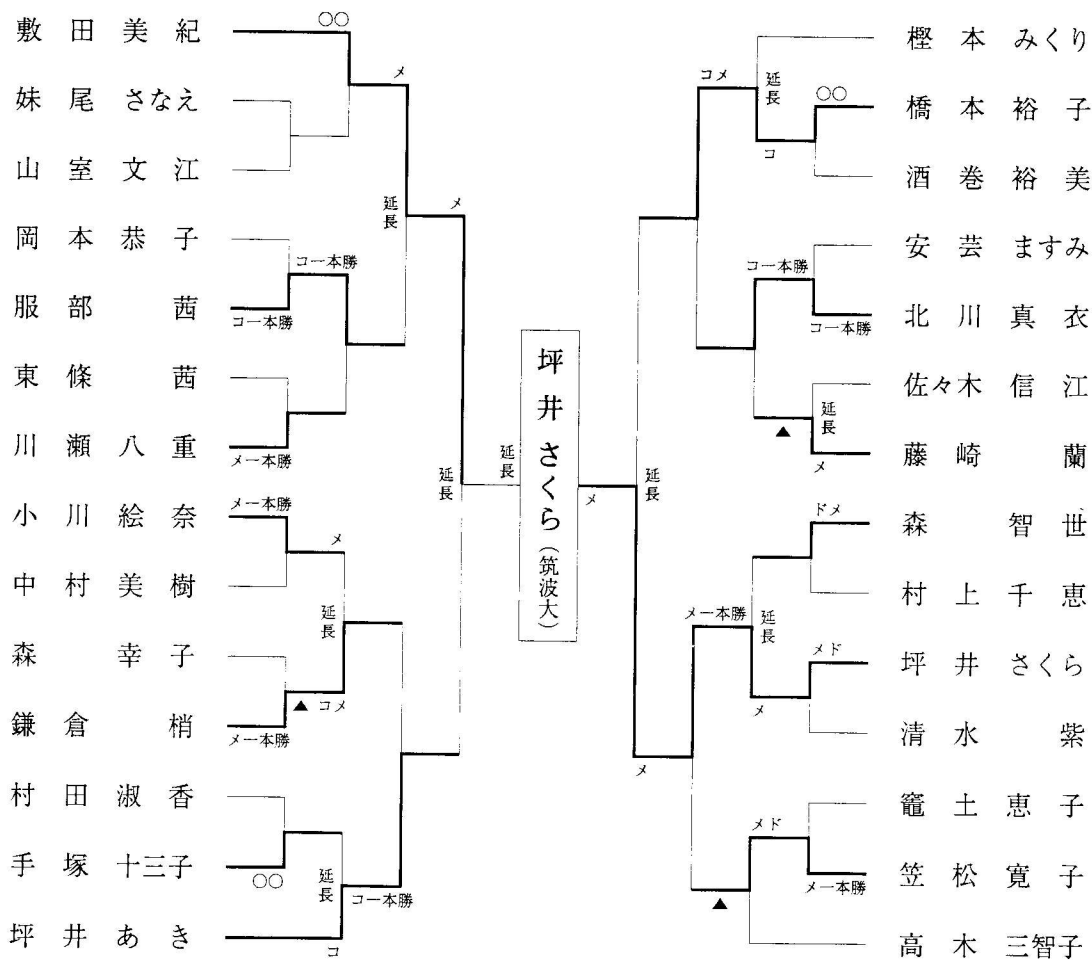 敷田美紀
妹尾さなえ
山室文江
岡本恭子
服部茜
東條茜
川瀬八重
小川絵奈
中村美樹
森幸子
鎌倉梢
村田淑香
手塚十三子
坪井あき
○○
メ
延長
メ
コ一本勝
コ一本勝
メ一本勝
メ一本勝
メ
延長
▲
コメ
メ一本勝
○○
延長
コ一本勝
コ
延長
延長
坪井さくら(筑波大)
メ
延長
コメ
延長
○○
コ
コ一本勝
コ一本勝
延長
▲
メ
ドメ
メ一本勝
延長
メド
メ
メ
メド
メ一本勝
▲
樫本みくり
橋本裕子
酒巻裕美
安芸ますみ
北川真衣
佐々木信江
藤崎蘭
森智世
村上千恵
坪井さくら
清水紫
竈土恵子
笠松寛子
高木三智子